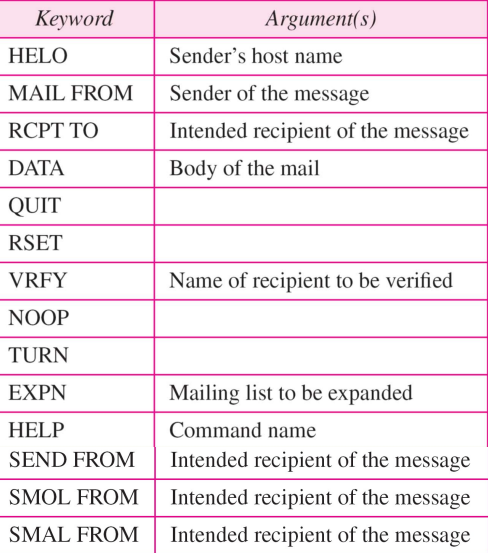 Keyword Argument(s)
HELO Sender's host name
MAIL FROM Sender of the message
RCPT TO Intended recipient of the message
DATA Body of the mail
QUIT
RSET
VRFY Name of recipient to be verified
NOOP
TURN
EXPN Mailing list to be expanded
HELP Command name
SEND FROM Intended recipient of the message
SMOL FROM Intended recipient of the message
SMAL FROM Intended recipient of the message